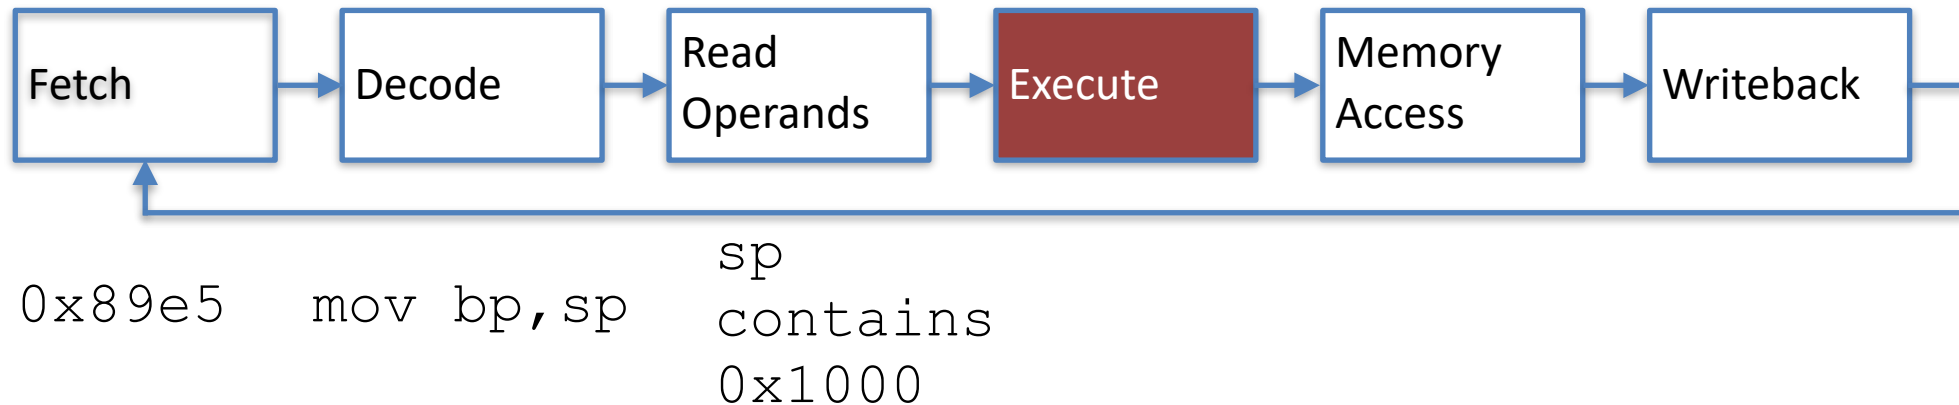 Fetch
Decode
Read
Operands
Execute
Memory
Access
Writeback
0x89e5
mov bp,sp
sp
contains
0x1000